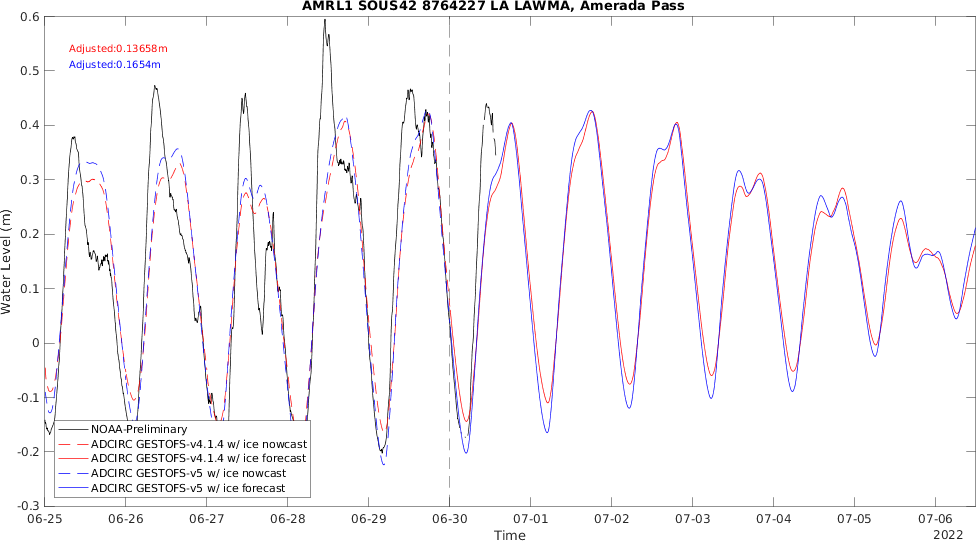 AMRL1 SOUS42 8764227 LA LAWMA, Amerada Pass
Adjusted:0.13658m
Adjusted:0.1654m
0.6
0.5
0.4
0.3
0.2
0.1
0
-0.1
-0.2
-0.3
Water Level (m)
NOAA-Preliminary
ADCIRC GESTOFS-v4.1.4 w/ ice nowcast
ADCIRC GESTOFS-v4.1.4 w/ ice forecast
ADCIRC GESTOFS-v5 w/ ice nowcast
ADCIRC GESTOFS-v5 w/ ice forecast
06-25 06-26 06-27 06-28 06-29 06-30 07-01 07-02 07-03 07-04 07-05 07-06
Time
2022